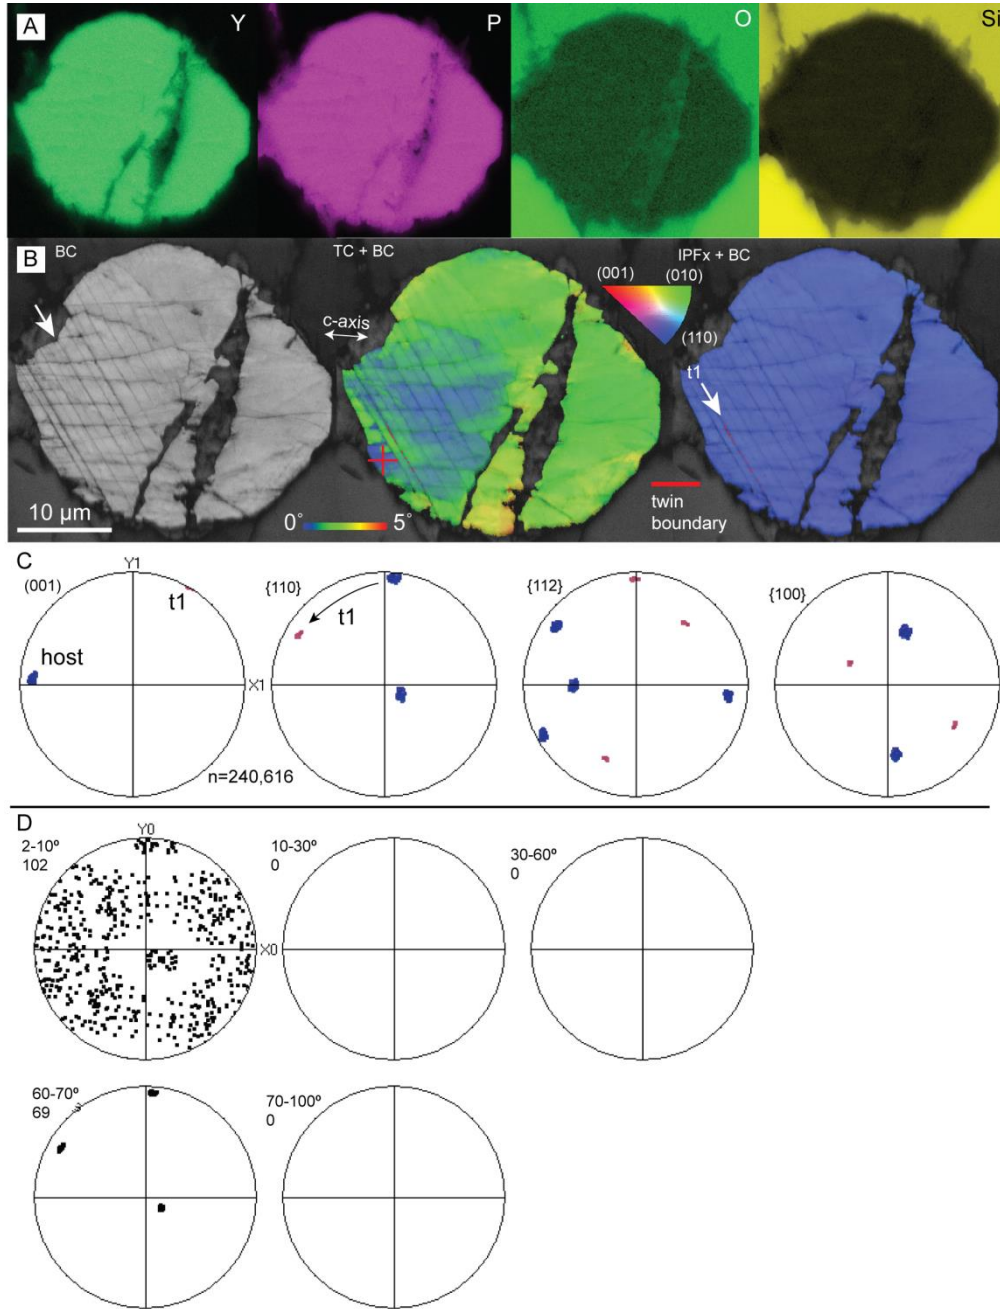 A
Y
P
O
Si
B
BC
TC + BC
IPFx + BC
(001)
(010)
(110)
c-axis
t1
10 µm
0°
5°
twin
boundary
C
(001)
Y1
{110}
{112}
{100}
t1
t1
host
X1
n=240,616
D
Y0
2-10º
102
10-30º
0
30-60º
0
X0
60-70º
69
70-100º
0